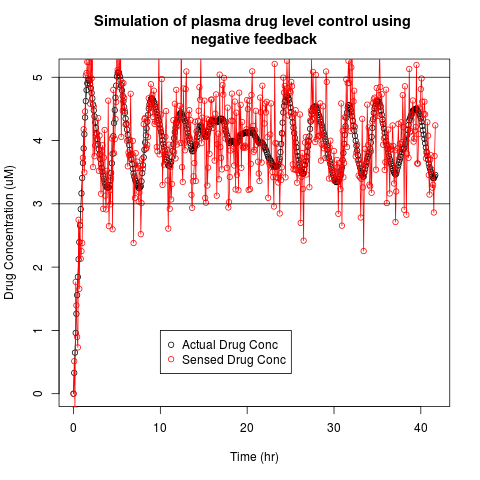 Simulation of plasma drug level control using
negative feedback
Drug Concentration (uM)
5
4
3
2
1
0
Actual Drug Conc
Sensed Drug Conc
0 10 20 30 40
Time (hr)